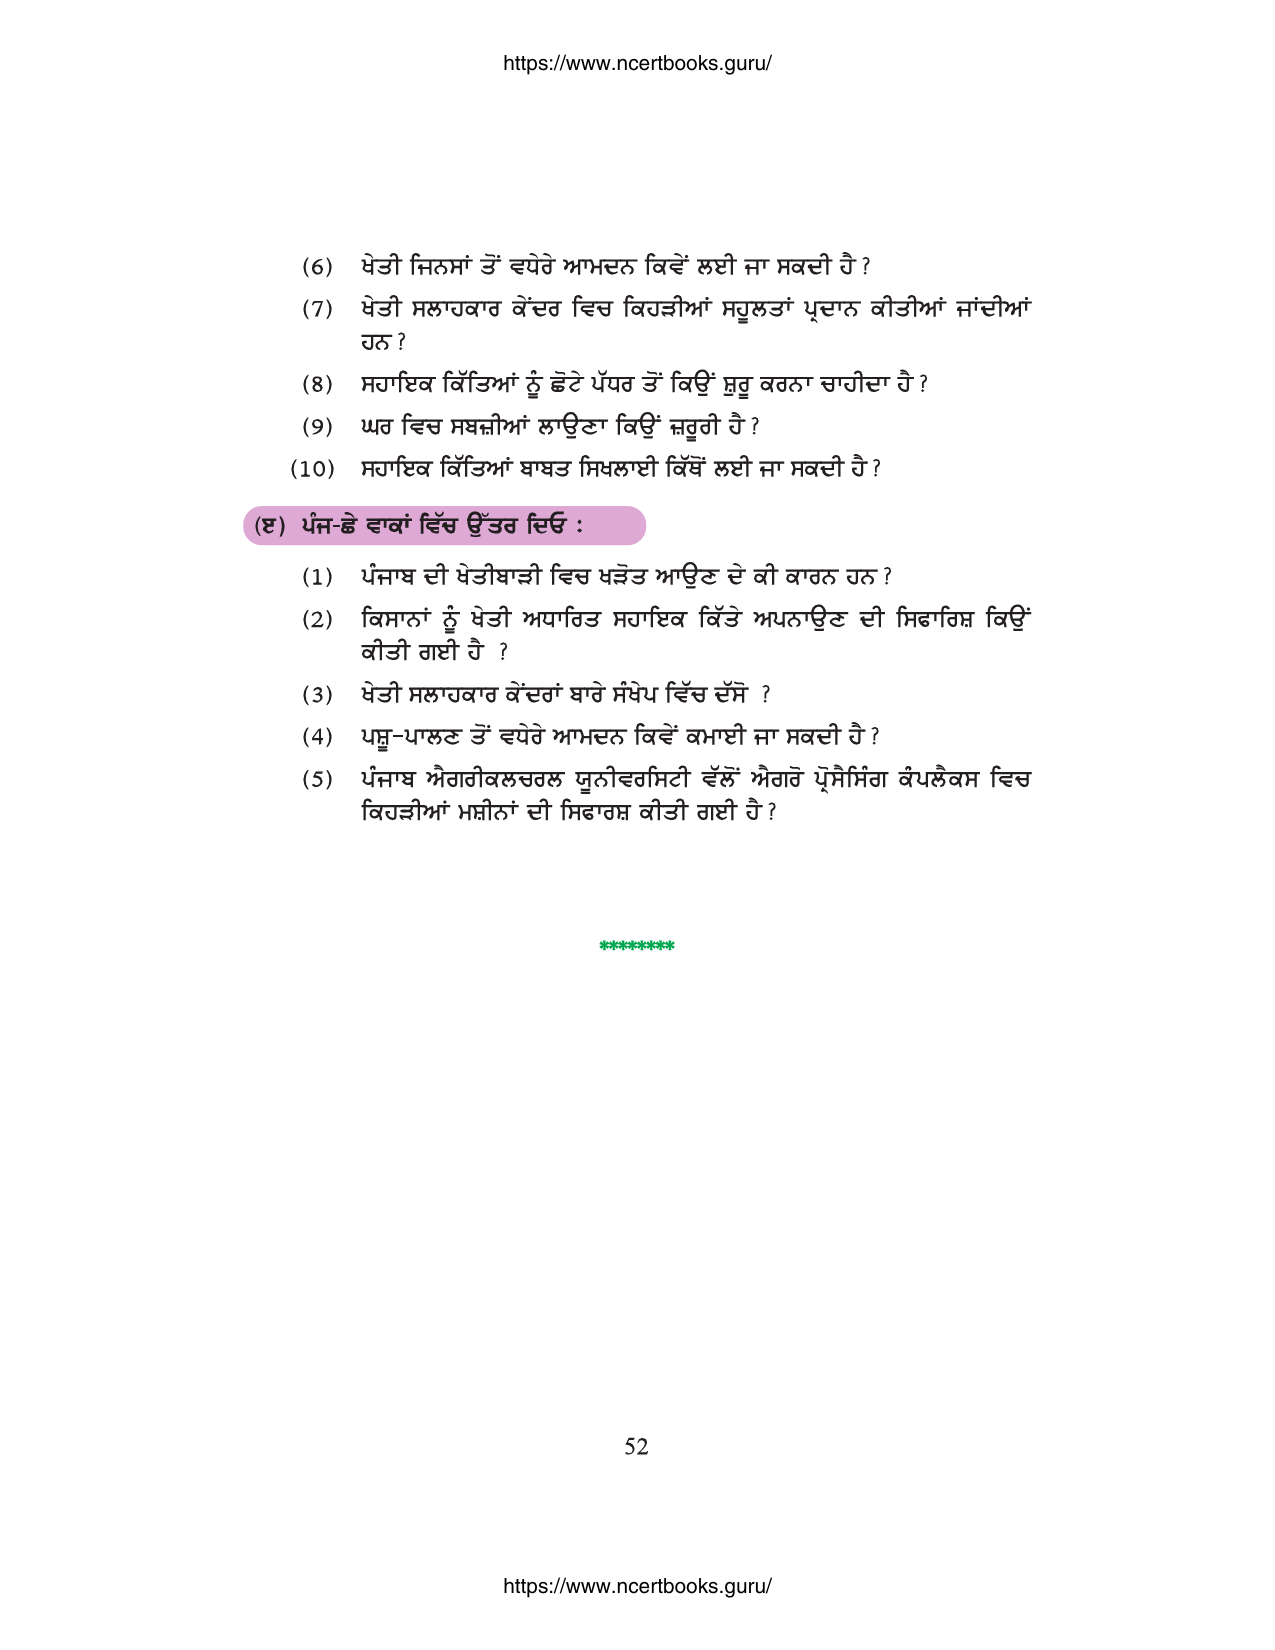 https://www.ncertbooks.guru/
(6) ਖੇਤੀ ਜਿਨਸਾਂ ਤੋਂ ਵਧੇਰੇ ਆਮਦਨ ਕਿਵੇਂ ਲਈ ਜਾ ਸਕਦੀ ਹੈ ?
(7) ਖੇਤੀ ਸਲਾਹਕਾਰ ਕੇਂਦਰ ਵਿਚ ਕਿਹੜੀਆਂ ਸਹੂਲਤਾਂ ਪ੍ਰਦਾਨ ਕੀਤੀਆਂ ਜਾਂਦੀਆਂ
ਹਨ ?
(8) ਸਹਾਇਕ ਕਿੱਤਿਆਂ ਨੂੰ ਛੋਟੇ ਪੱਧਰ ਤੋਂ ਕਿਉਂ ਸ਼ੁਰੂ ਕਰਨਾ ਚਾਹੀਦਾ ਹੈ ?
(9) ਘਰ ਵਿਚ ਸਬਜ਼ੀਆਂ ਲਾਉਣਾ ਕਿਉਂ ਜ਼ਰੂਰੀ ਹੈ ?
(10) ਸਹਾਇਕ ਕਿੱਤਿਆਂ ਬਾਬਤ ਸਿਖਲਾਈ ਕਿੱਥੋਂ ਲਈ ਜਾ ਸਕਦੀ ਹੈ ?
(ੲ) ਪੰਜ-ਛੇ ਵਾਕਾਂ ਵਿੱਚ ਉੱਤਰ ਦਿਓ :
(1) ਪੰਜਾਬ ਦੀ ਖੇਤੀਬਾੜੀ ਵਿਚ ਖੜੋਤ ਆਉਣ ਦੇ ਕੀ ਕਾਰਨ ਹਨ ?
(2) ਕਿਸਾਨਾਂ ਨੂੰ ਖੇਤੀ ਅਧਾਰਿਤ ਸਹਾਇਕ ਕਿੱਤੇ ਅਪਨਾਉਣ ਦੀ ਸਿਫਾਰਿਸ਼ ਕਿਉਂ
ਕੀਤੀ ਗਈ ਹੈ ?
(3) ਖੇਤੀ ਸਲਾਹਕਾਰ ਕੇਂਦਰਾਂ ਬਾਰੇ ਸੰਖੇਪ ਵਿੱਚ ਦੱਸੋ ?
(4) ਪਸ਼ੂ-ਪਾਲਣ ਤੋਂ ਵਧੇਰੇ ਆਮਦਨ ਕਿਵੇਂ ਕਮਾਈ ਜਾ ਸਕਦੀ ਹੈ ?
(5) ਪੰਜਾਬ ਐਗਰੀਕਲਚਰਲ ਯੂਨੀਵਰਸਿਟੀ ਵੱਲੋਂ ਐਗਰੋ ਪ੍ਰੋਸੈਸਿੰਗ ਕੰਪਲੈਕਸ ਵਿਚ
ਕਿਹੜੀਆਂ ਮਸ਼ੀਨਾਂ ਦੀ ਸਿਫਾਰਸ਼ ਕੀਤੀ ਗਈ ਹੈ ?
********
52
https://www.ncertbooks.guru/